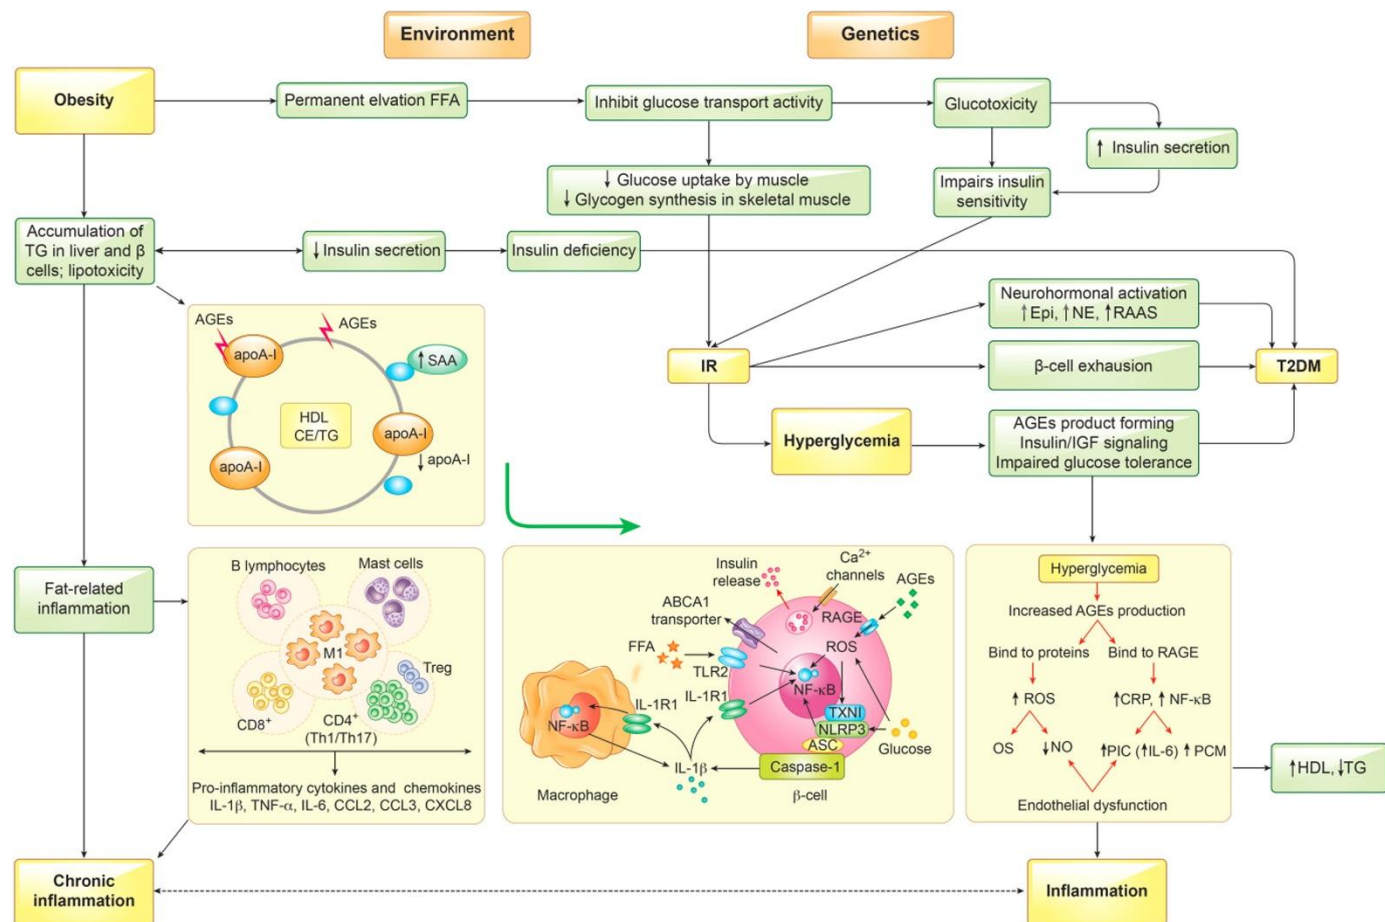 Environment
Genetics
Obesity
Permanent elvation FFA
Inhibit glucose transport activity
Glucotoxicity
↑ Insulin secretion
↓ Glucose uptake by muscle
↓ Glycogen synthesis in skeletal muscle
Impairs insulin
sensitivity
Accumulation of
TG in liver and β
cells; lipotoxicity
↓ Insulin secretion
Insulin deficiency
Neurohormonal activation
↑Epi, ↑NE, ↑RAAS
IR
β-cell exhausion
T2DM
Hyperglycemia
AGEs product forming
Insulin/IGF signaling
Impaired glucose tolerance
AGEs
AGEs
apoA-I
↑ SAA
HDL
CE/TG
apoA-I
↓ apoA-I
apoA-I
Fat-related
inflammation
B lymphocytes
Mast cells
M1
Treg
CD8+
CD4+
(Th1/Th17)
Pro-inflammatory cytokines and chemokines
IL-1β, TNF-α, IL-6, CCL2, CCL3, CXCL8
Insulin
release
Ca2+
channels
AGEs
ABCA1
transporter
RAGE
FFA
TLR2
ROS
IL-1R1
IL-1R1
NF-κB
NF-κB
TXNI
NLRP3
ASC
Glucose
Caspase-1
IL-1β
Macrophage
β-cell
Hyperglycemia
Increased AGEs production
Bind to proteins
Bind to RAGE
↑ ROS
↑CRP, ↑ NF-κB
OS
↓NO
↑PIC (↑IL-6) ↑ PCM
Endothelial dysfunction
↑HDL, ↓TG
Chronic
inflammation
Inflammation